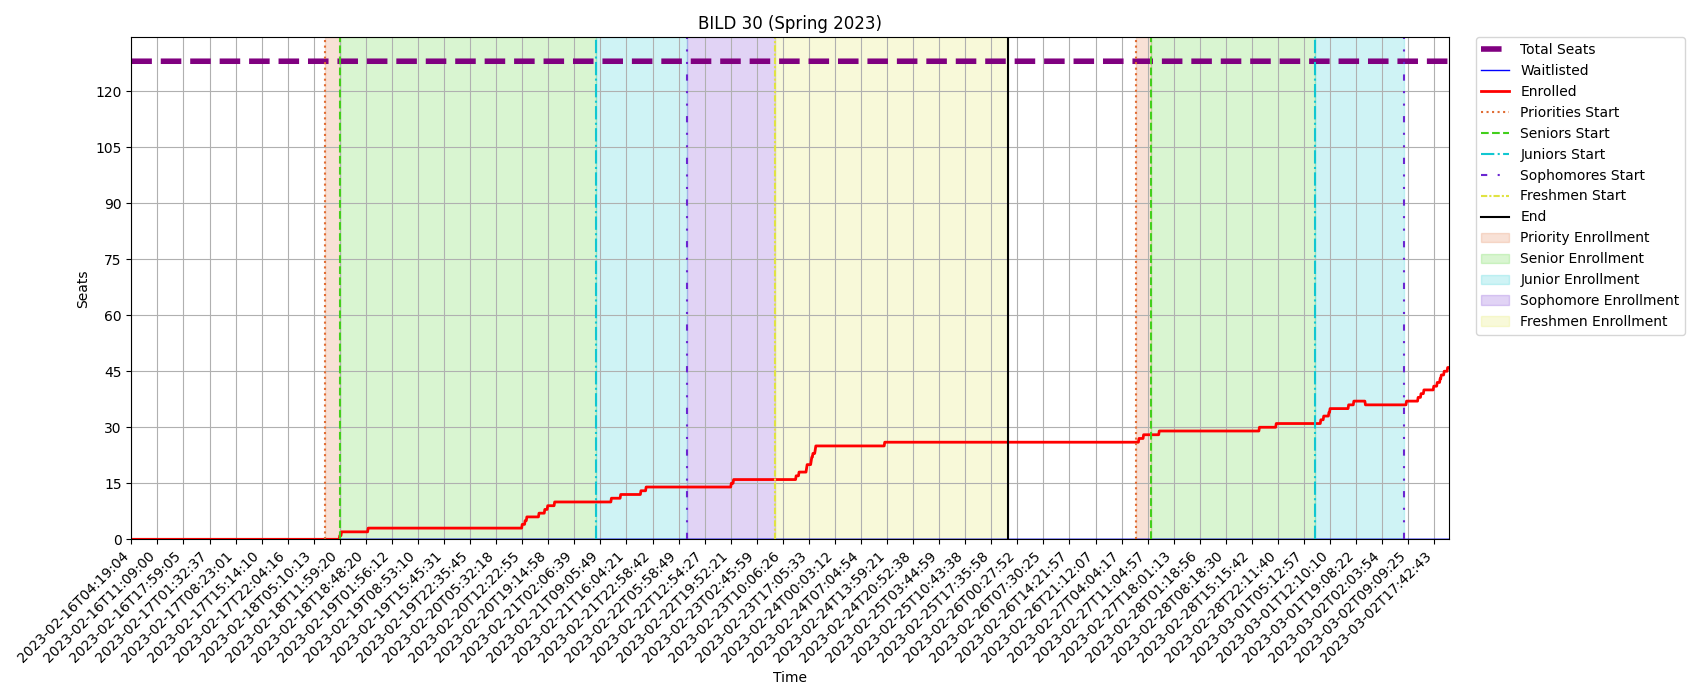 BILD 30 (Spring 2023)
Seats
120
105
90
75
60
45
30
15
0
2023-02-16T04:19:04
2023-02-16T11:09:00
2023-02-16T17:59:05
2023-02-17T01:32:37
2023-02-17T08:23:01
2023-02-17T15:14:10
2023-02-17T22:04:16
2023-02-18T05:10:13
2023-02-18T11:59:20
2023-02-18T18:48:20
2023-02-19T01:56:12
2023-02-19T08:53:10
2023-02-19T15:45:31
2023-02-19T22:35:45
2023-02-20T05:32:18
2023-02-20T12:22:55
2023-02-20T19:14:58
2023-02-21T02:06:39
2023-02-21T09:05:49
2023-02-21T16:04:21
2023-02-21T22:58:42
2023-02-22T05:58:49
2023-02-22T12:54:27
2023-02-22T19:52:21
2023-02-23T02:45:59
2023-02-23T10:06:26
2023-02-23T17:05:33
2023-02-24T00:03:12
2023-02-24T07:04:54
2023-02-24T13:59:21
2023-02-24T20:52:38
2023-02-25T03:44:59
2023-02-25T10:43:38
2023-02-25T17:35:58
2023-02-26T00:27:52
2023-02-26T07:30:25
2023-02-26T14:21:57
2023-02-26T21:12:07
2023-02-27T04:04:17
2023-02-27T11:04:57
2023-02-27T18:01:13
2023-02-28T01:18:56
2023-02-28T08:18:30
2023-02-28T15:15:42
2023-02-28T22:11:40
2023-03-01T05:12:57
2023-03-01T12:10:10
2023-03-01T19:08:22
2023-03-02T02:03:54
2023-03-02T09:09:25
2023-03-02T17:42:43
Time
Total Seats
Waitlisted
Enrolled
Priorities Start
Seniors Start
Juniors Start
Sophomores Start
Freshmen Start
End
Priority Enrollment
Senior Enrollment
Junior Enrollment
Sophomore Enrollment
Freshmen Enrollment